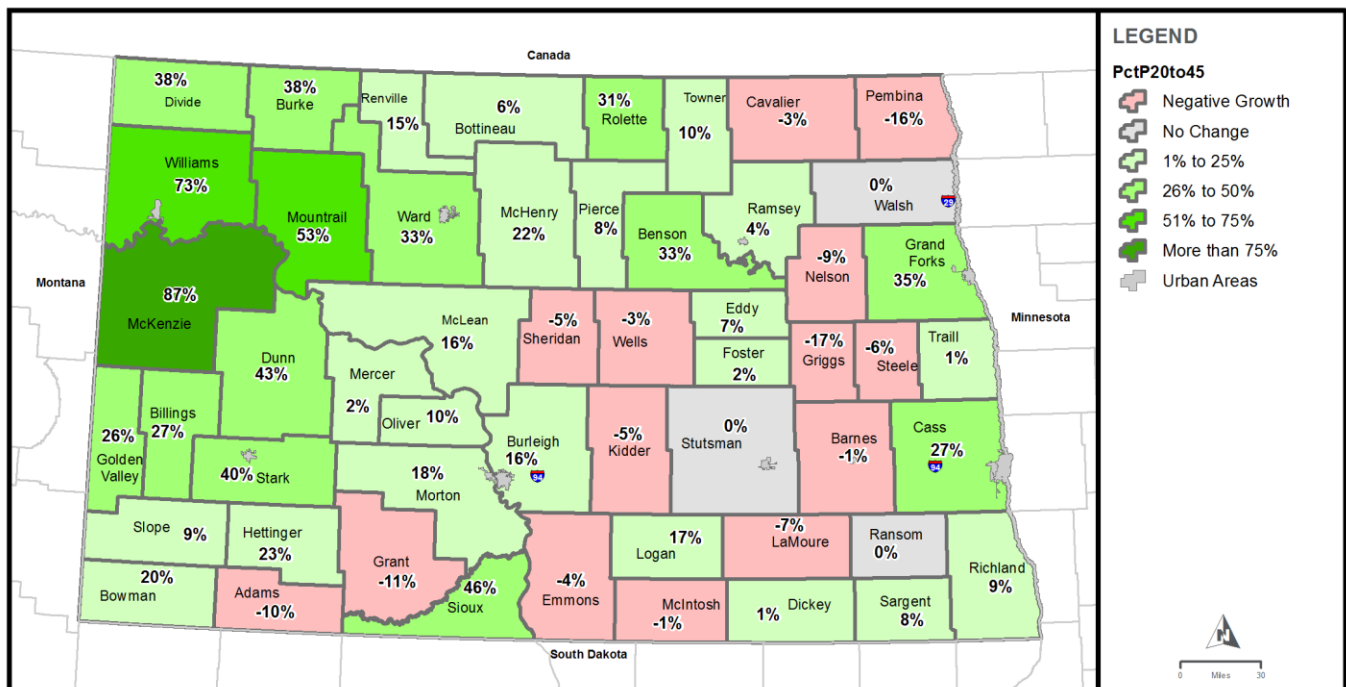 Canada
38%
Divide
38%
Burke
Renville
15%
6%
Bottineau
31%
Rolette
Towner
10%
Cavalier
-3%
Pembina
-16%
Williams
73%
Mountrail
53%
Ward
33%
McHenry
22%
Pierce
8%
Benson
33%
Ramsey
4%
0%
Walsh
29
-9%
Nelson
Grand
Forks
35%
Montana
87%
McKenzie
Minnesota
Dunn
43%
McLean
16%
-5%
Sheridan
-3%
Wells
Eddy
7%
Foster
2%
-17%
Griggs
-6%
Steele
Traill
1%
Mercer
2%
Oliver
10%
26%
Golden
Valley
Billings
27%
40%
Stark
Burleigh
16%
94
-5%
Kidder
0%
Stutsman
Barnes
-1%
Cass
27%
94
18%
Morton
Slope
9%
Hettinger
23%
Grant
-11%
20%
Bowman
Adams
-10%
46%
Sioux
-4%
Emmons
17%
Logan
-7%
LaMoure
Ransom
0%
Richland
9%
McIntosh
-1%
1%
Dickey
Sargent
8%
South Dakota
LEGEND
PctP20to45
Negative Growth
No Change
1% to 25%
26% to 50%
51% to 75%
More than 75%
Urban Areas
N
0 Miles 30